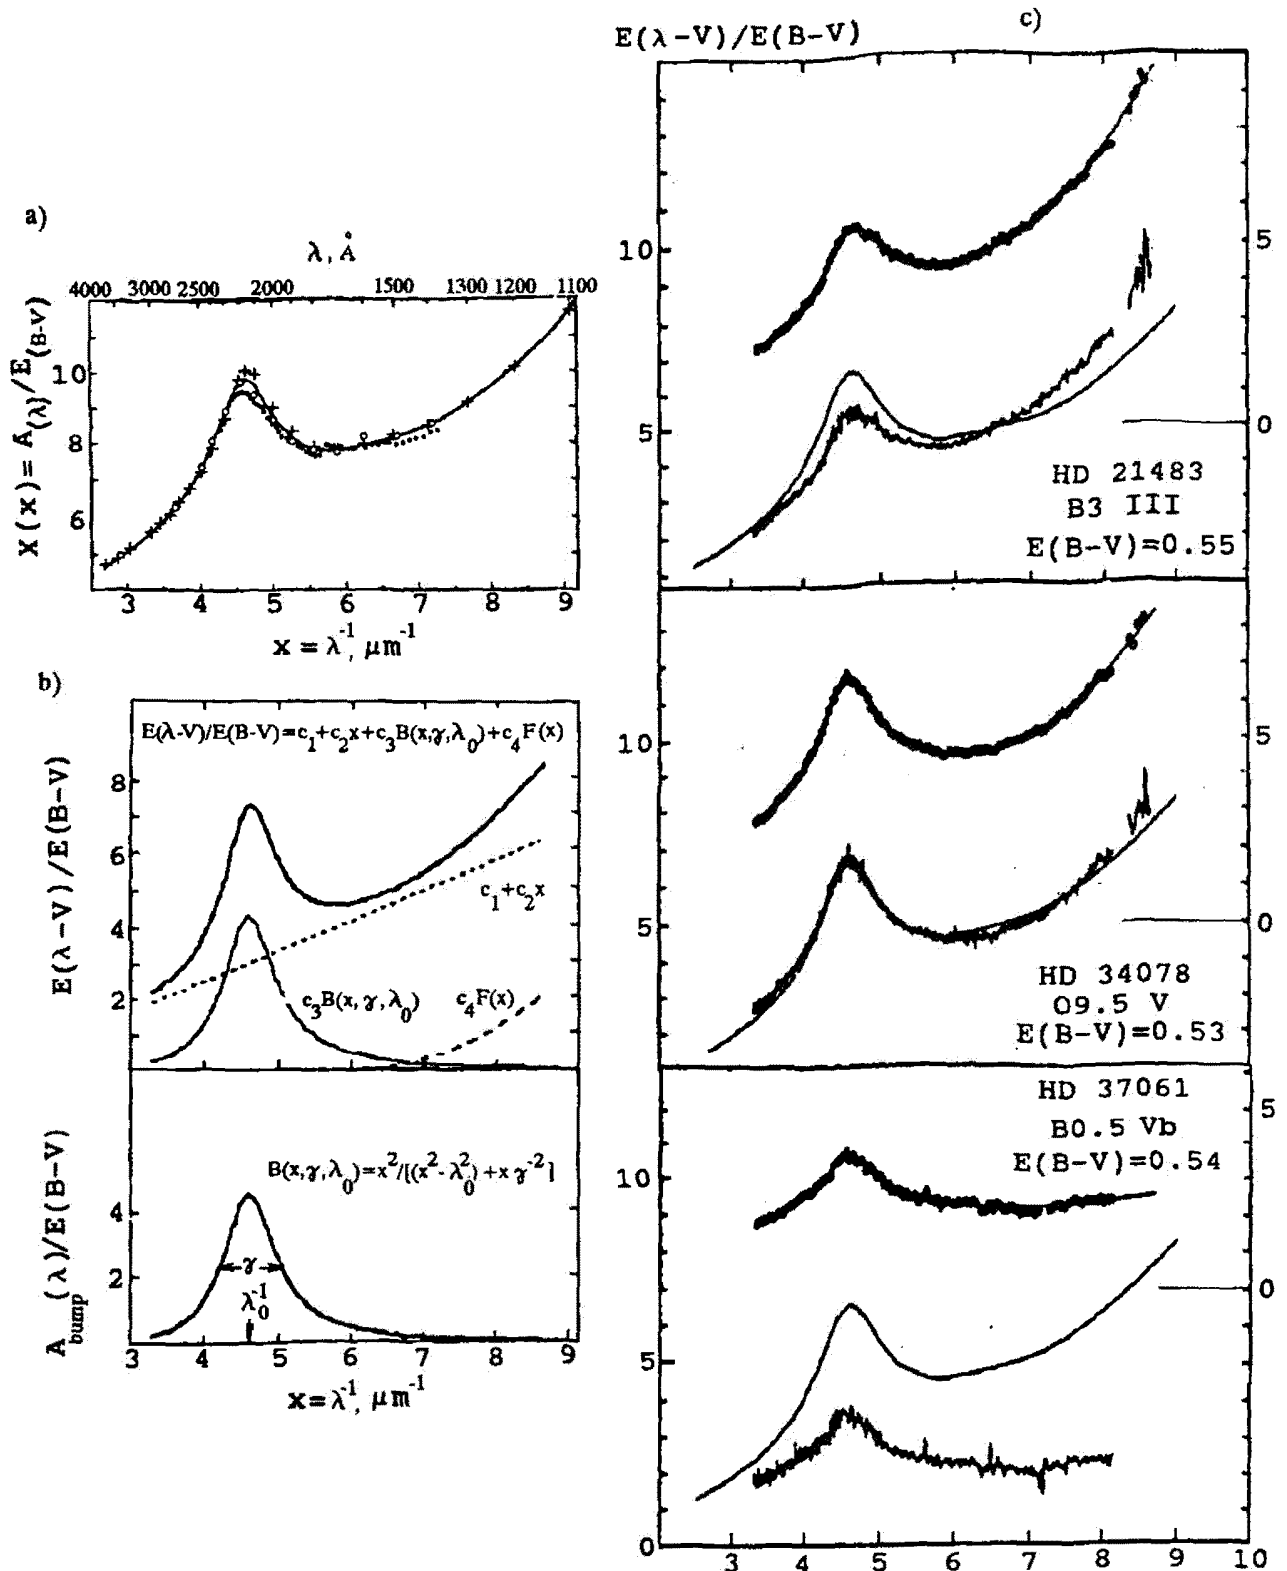 a)
λ, Å
4000 3000 2500 2000 1500 1300 1200 1100
X(x) = A(λ)/E(B-V)
10
8
6
3 4 5 6 7 8 9
x = λ⁻¹, μm⁻¹
b)
E(λ-V)/E(B-V)=c₁+c₂x+c₃B(x,γ,λ₀)+c₄F(x)
E(λ-V)/E(B-V)
8
6
4
2
c₁+c₂x
c₃B(x,γ,λ₀)
c₄F(x)
B(x,γ,λ₀)=x²/[(x²-λ₀²)+xγ⁻²]
A bump (λ)/E(B-V)
4
2
γ
λ₀⁻¹
3 4 5 6 7 8 9
x = λ⁻¹, μm⁻¹
c)
E(λ-V)/E(B-V)
10
5
5
0
HD 21483
B3 III
E(B-V)=0.55
10
5
5
0
HD 34078
O9.5 V
E(B-V)=0.53
HD 37061
B0.5 Vb
E(B-V)=0.54
10
5
0
5
0
3 4 5 6 7 8 9 10